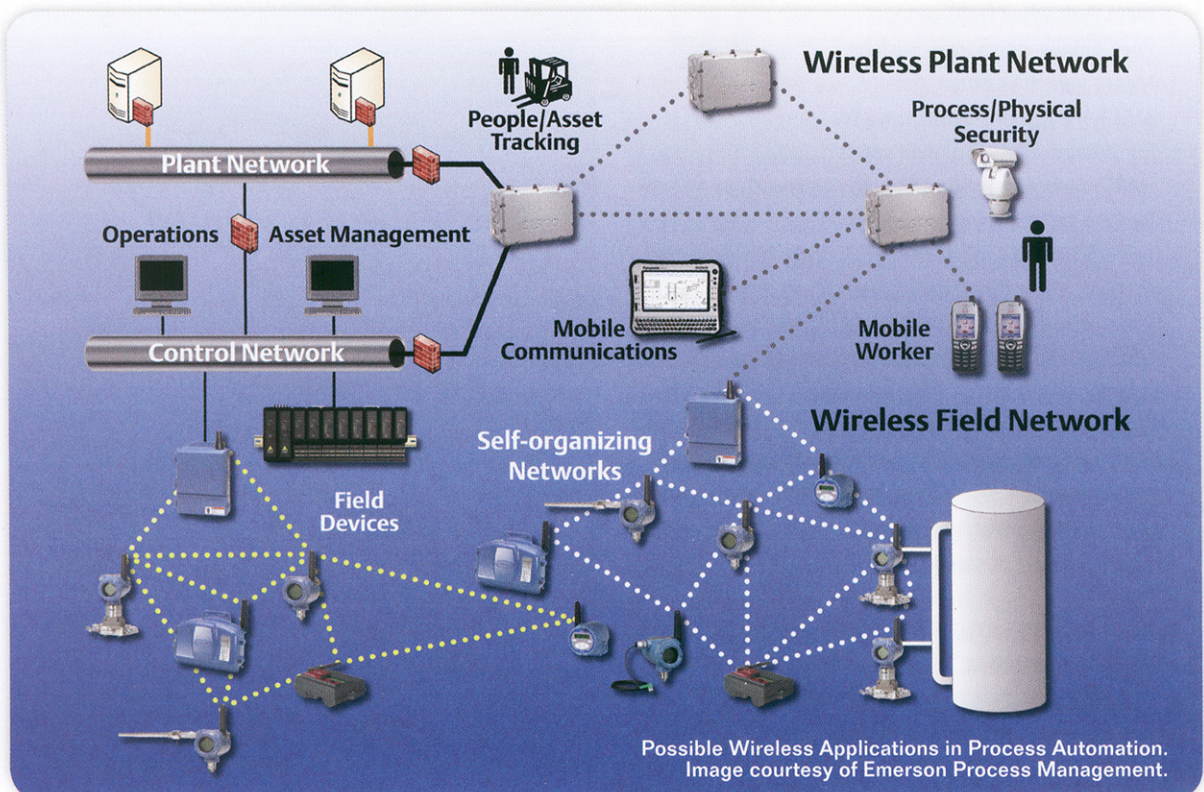 Wireless Plant Network
People/Asset
Tracking
Process/Physical
Security
Plant Network
Operations
Asset Management
Mobile
Communications
Mobile
Worker
Control Network
Wireless Field Network
Self-organizing
Networks
Field
Devices
Possible Wireless Applications in Process Automation.
Image courtesy of Emerson Process Management.